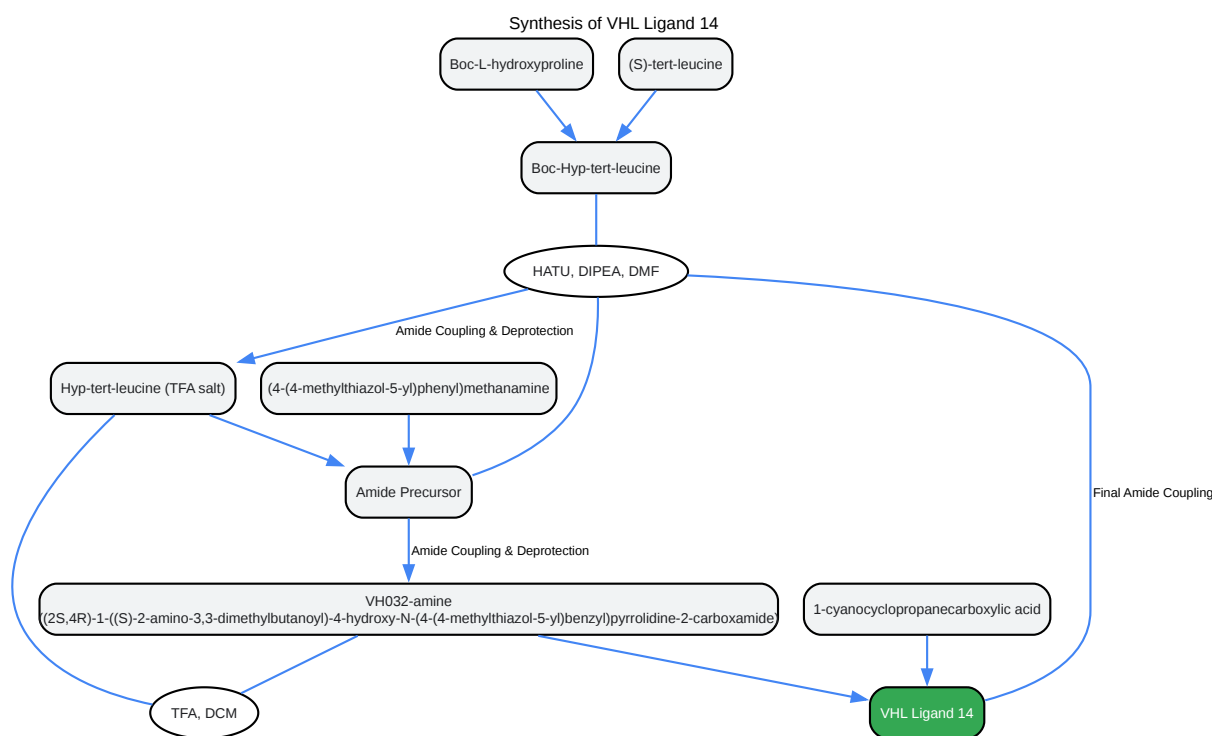 Synthesis of VHL Ligand 14
Boc-L-hydroxyproline
(S)-tert-leucine
Boc-Hyp-tert-leucine
HATU, DIPEA, DMF
Amide Coupling & Deprotection
Hyp-tert-leucine (TFA salt)
(4-(4-methylthiazol-5-yl)phenyl)methanamine
Amide Precursor
Final Amide Coupling
Amide Coupling & Deprotection
VH032-amine
((2S,4R)-1-((S)-2-amino-3,3-dimethylbutanoyl)-4-hydroxy-N-(4-(4-methylthiazol-5-yl)benzyl)pyrrolidine-2-carboxamide)
1-cyanocyclopropanecarboxylic acid
TFA, DCM
VHL Ligand 14